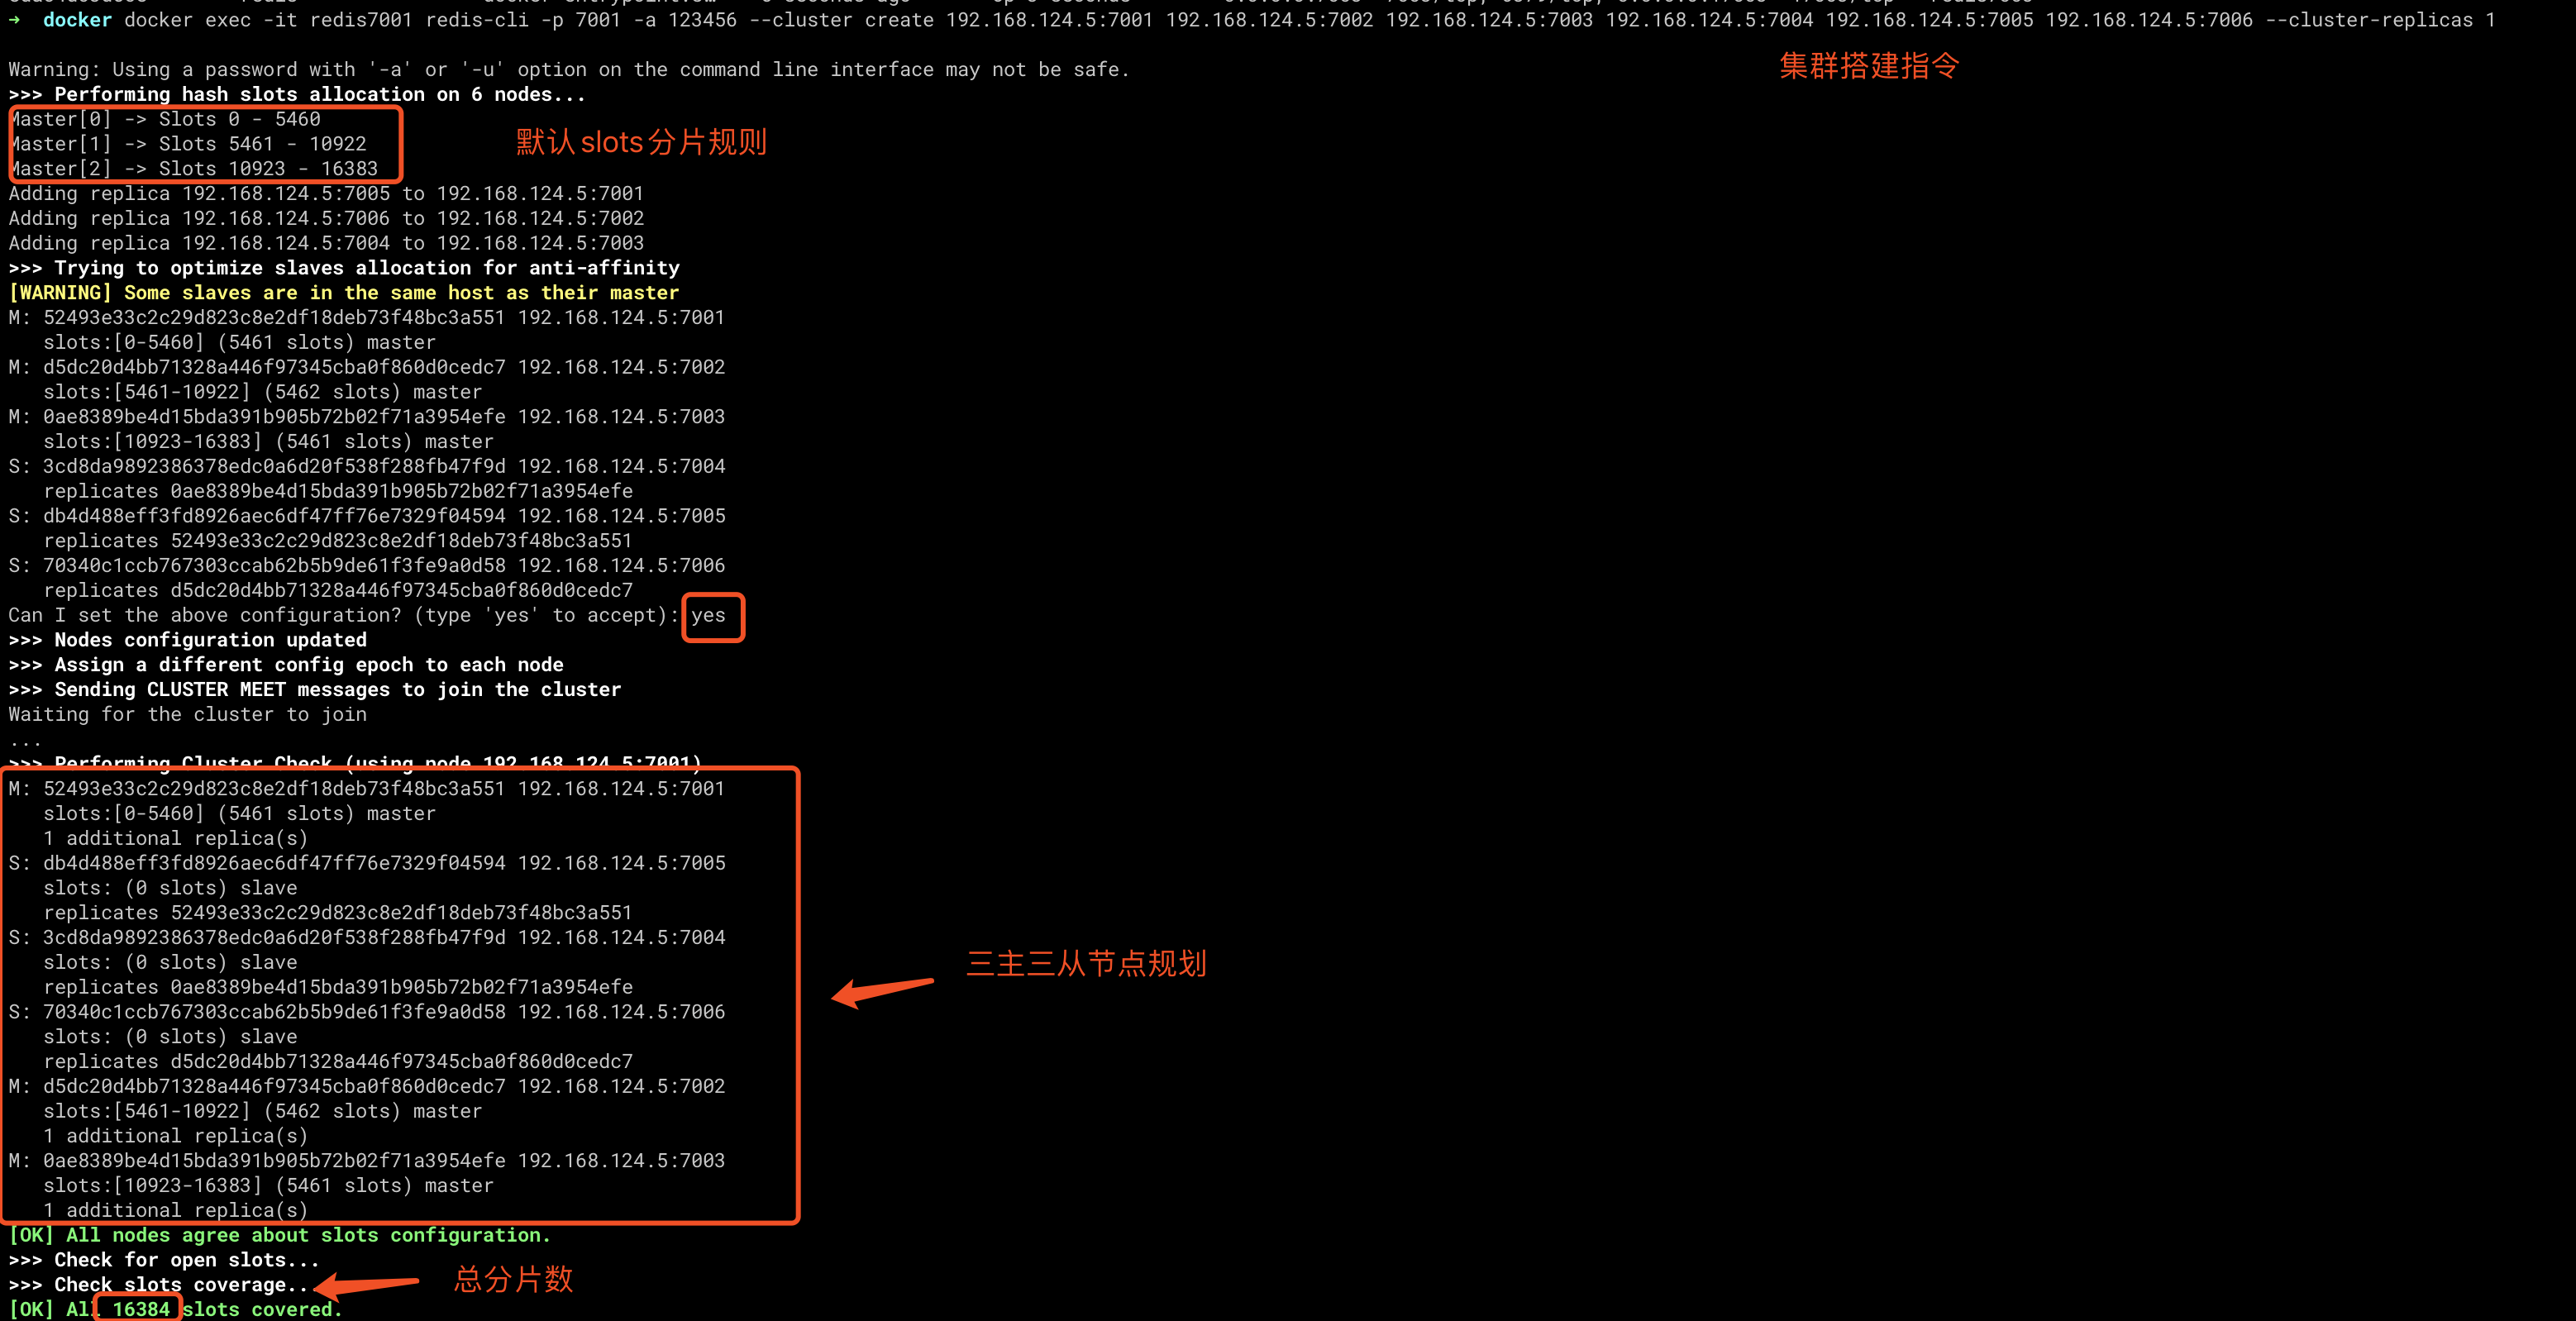 ➜ docker docker exec -it redis7001 redis-cli -p 7001 -a 123456 --cluster create 192.168.124.5:7001 192.168.124.5:7002 192.168.124.5:7003 192.168.124.5:7004 192.168.124.5:7005 192.168.124.5:7006 --cluster-replicas 1
集群搭建指令
Warning: Using a password with '-a' or '-u' option on the command line interface may not be safe.
>>> Performing hash slots allocation on 6 nodes...
Master[0] -> Slots 0 - 5460
Master[1] -> Slots 5461 - 10922
默认slots分片规则
Master[2] -> Slots 10923 - 16383
Adding replica 192.168.124.5:7005 to 192.168.124.5:7001
Adding replica 192.168.124.5:7006 to 192.168.124.5:7002
Adding replica 192.168.124.5:7004 to 192.168.124.5:7003
>>> Trying to optimize slaves allocation for anti-affinity
[WARNING] Some slaves are in the same host as their master
M: 52493e33c2c29d823c8e2df18deb73f48bc3a551 192.168.124.5:7001
slots:[0-5460] (5461 slots) master
M: d5dc20d4bb71328a446f97345cba0f860d0cedc7 192.168.124.5:7002
slots:[5461-10922] (5462 slots) master
M: 0ae8389be4d15bda391b905b72b02f71a3954efe 192.168.124.5:7003
slots:[10923-16383] (5461 slots) master
S: 3cd8da9892386378edc0a6d20f538f288fb47f9d 192.168.124.5:7004
replicates 0ae8389be4d15bda391b905b72b02f71a3954efe
S: db4d488eff3fd8926aec6df47ff76e7329f04594 192.168.124.5:7005
replicates 52493e33c2c29d823c8e2df18deb73f48bc3a551
S: 70340c1ccb767303ccab62b5b9de61f3fe9a0d58 192.168.124.5:7006
replicates d5dc20d4bb71328a446f97345cba0f860d0cedc7
Can I set the above configuration? (type 'yes' to accept): yes
>>> Nodes configuration updated
>>> Assign a different config epoch to each node
>>> Sending CLUSTER MEET messages to join the cluster
Waiting for the cluster to join
...
>>> Performing Cluster Check (using node 192.168.124.5:7001)
M: 52493e33c2c29d823c8e2df18deb73f48bc3a551 192.168.124.5:7001
slots:[0-5460] (5461 slots) master
1 additional replica(s)
S: db4d488eff3fd8926aec6df47ff76e7329f04594 192.168.124.5:7005
slots: (0 slots) slave
replicates 52493e33c2c29d823c8e2df18deb73f48bc3a551
S: 3cd8da9892386378edc0a6d20f538f288fb47f9d 192.168.124.5:7004
slots: (0 slots) slave
三主三从节点规划
replicates 0ae8389be4d15bda391b905b72b02f71a3954efe
S: 70340c1ccb767303ccab62b5b9de61f3fe9a0d58 192.168.124.5:7006
slots: (0 slots) slave
replicates d5dc20d4bb71328a446f97345cba0f860d0cedc7
M: d5dc20d4bb71328a446f97345cba0f860d0cedc7 192.168.124.5:7002
slots:[5461-10922] (5462 slots) master
1 additional replica(s)
M: 0ae8389be4d15bda391b905b72b02f71a3954efe 192.168.124.5:7003
slots:[10923-16383] (5461 slots) master
1 additional replica(s)
[OK] All nodes agree about slots configuration.
>>> Check for open slots...
>>> Check slots coverage...
总分片数
[OK] All 16384 slots covered.